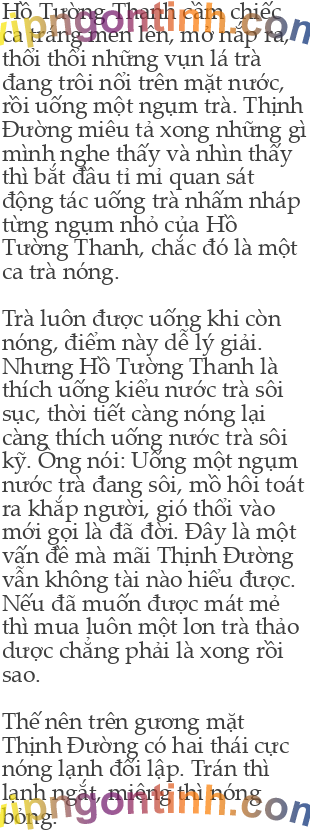 Hồ Tường Thanh cầm chiếc
ca tráng men lên, mở nắp ra,
thổi thổi những vụn lá trà
đang trôi nổi trên mặt nước,
rồi uống một ngụm trà. Thịnh
Đường miêu tả xong những gì
mình nghe thấy và nhìn thấy
thì bắt đầu tỉ mỉ quan sát
động tác uống trà nhấm nháp
từng ngụm nhỏ của Hồ
Tường Thanh, chắc đó là một
ca trà nóng.
Trà luôn được uống khi còn
nóng, điểm này dễ lý giải.
Nhưng Hồ Tường Thanh là
thích uống kiểu nước trà sôi
sục, thời tiết càng nóng lại
càng thích uống nước trà sôi
kỹ. Ông nói: Uống một ngụm
nước trà đang sôi, mồ hôi toát
ra khắp người, gió thổi vào
mới gọi là đã đời. Đây là một
vấn đề mà mãi Thịnh Đường
vẫn không tài nào hiểu được.
Nếu đã muốn được mát mẻ
thì mua luôn một lon trà thảo
dược chẳng phải là xong rồi
sao.
Thế nên trên gương mặt
Thịnh Đường có hai thái cực
nóng lạnh đối lập. Trán thì
lạnh ngắt, miệng thì nóng
bỏng.
vipngontinh.com